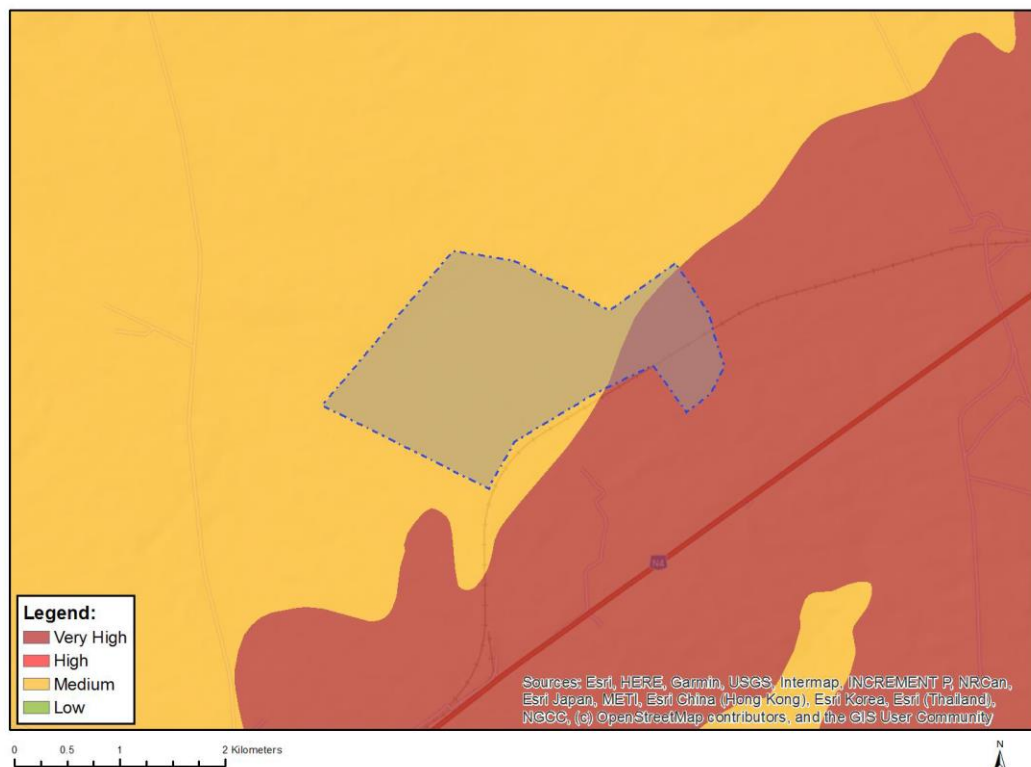 N4
Legend:
Very High
High
Medium
Low
Sources: Esri, HERE, Garmin, USGS, Intermap, INCREMENT P, NRCan,
Esri Japan, METI, Esri China (Hong Kong), Esri Korea, Esri (Thailand),
NGCC, (c) OpenStreetMap contributors, and the GIS User Community
0 0.5 1 2 Kilometers
N